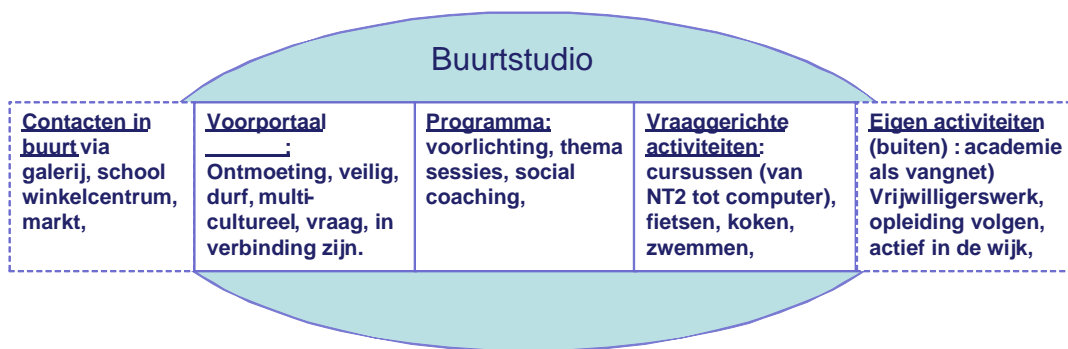 Buurtstudio
Contacten in
buurt via
galerij, school
winkelcentrum,
markt,
Voorportaal
______:
Ontmoeting, veilig,
durf, multi-
cultureel, vraag, in
verbinding zijn.
Programma:
voorlichting, thema
sessies, social
coaching,
Vraaggerichte
activiteiten:
cursussen (van
NT2 tot computer),
fietsen, koken,
zwemmen,
Eigen activiteiten
(buiten) : academie
als vangnet)
Vrijwilligerswerk,
opleiding volgen,
actief in de wijk,